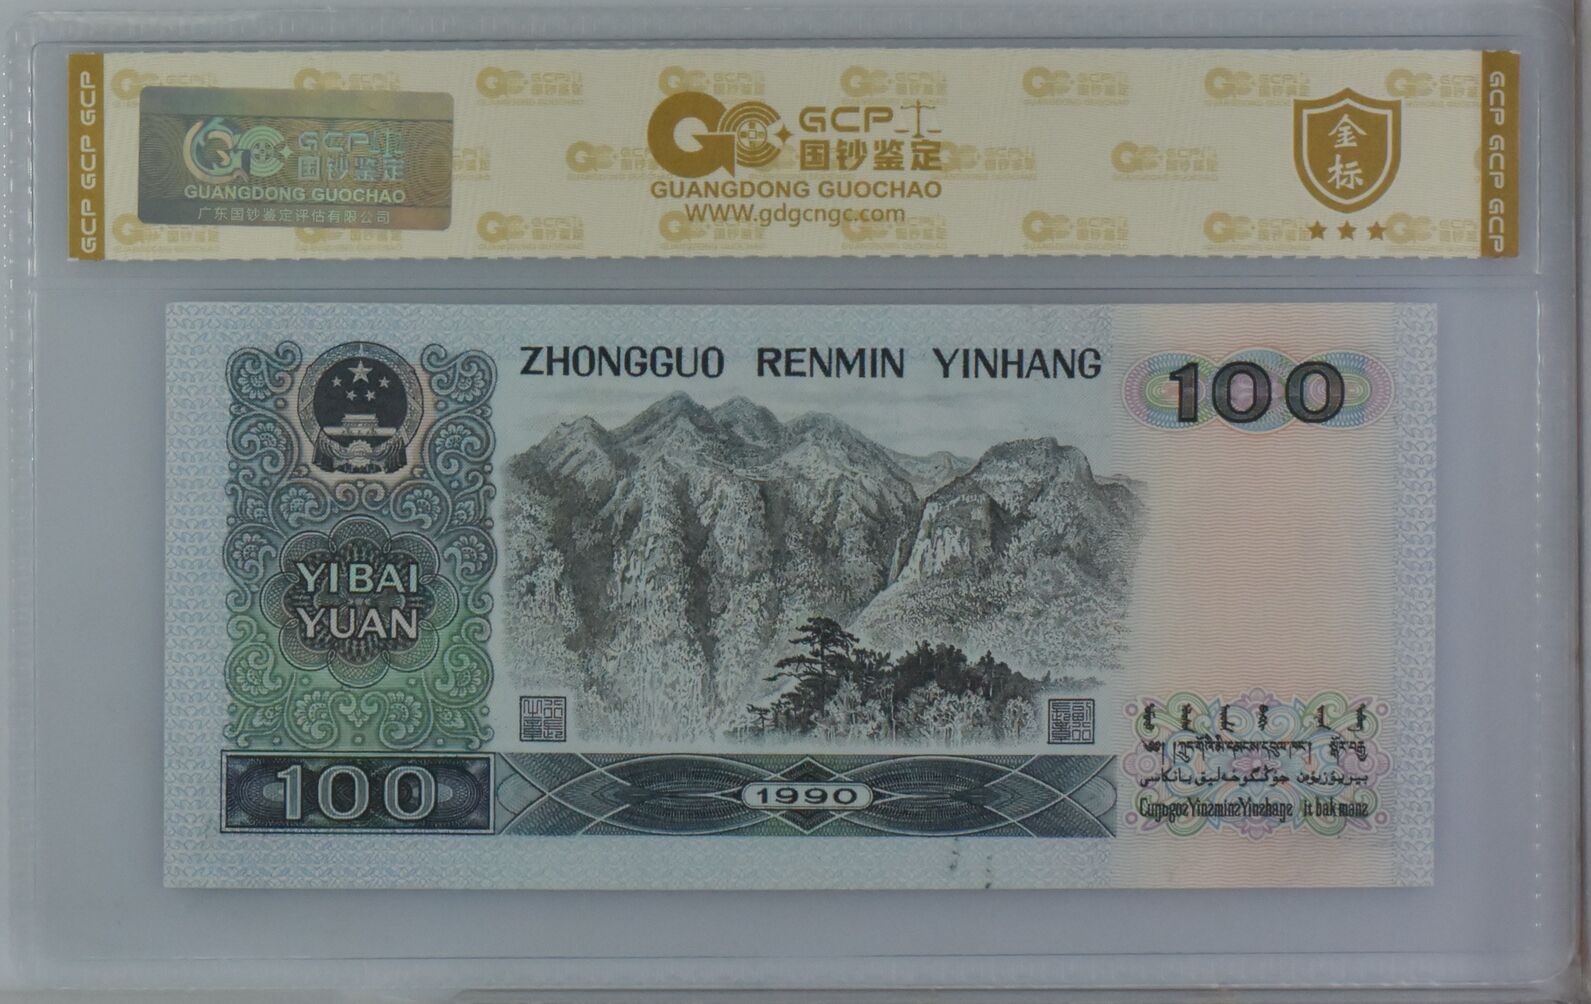 GCP GCP GCP
GCP
国钞鉴定
GUANGDONG GUOCHAO
广东国钞鉴定评估有限公司
GCP
国钞鉴定
GUANGDONG GUOCHAO
WWW.gdgcngc.com
金
标
GCP GCP GCP
ZHONGGUO RENMIN YINHANG
100
YIBAI
YUAN
100
1990